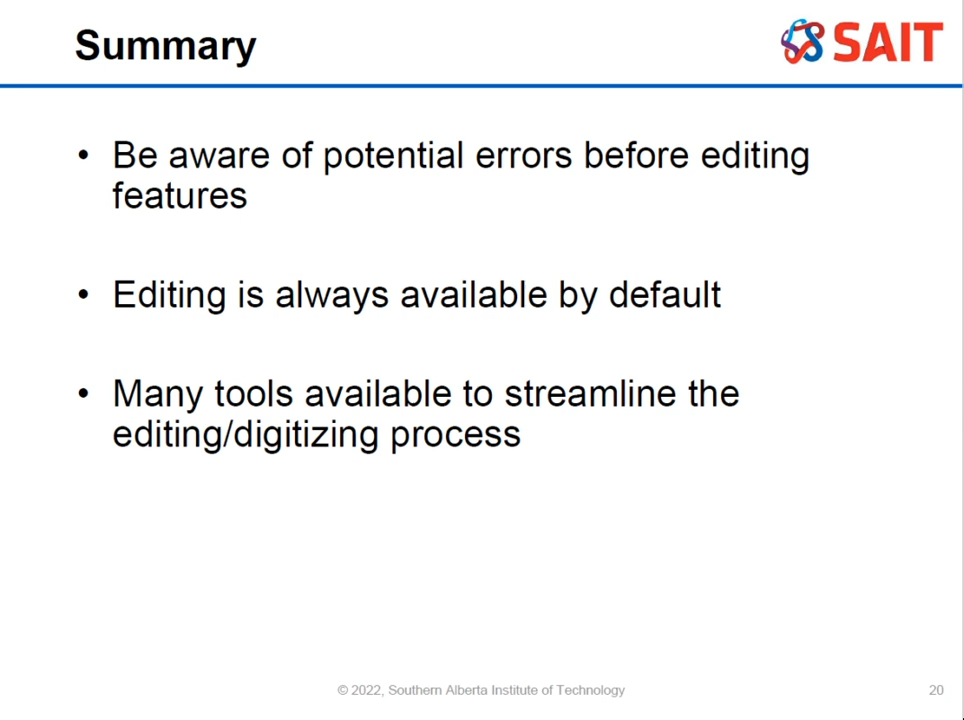 Summary
SAIT
• Be aware of potential errors before editing
features
• Editing is always available by default
• Many tools available to streamline the
editing/digitizing process
© 2022, Southern Alberta Institute of Technology
20